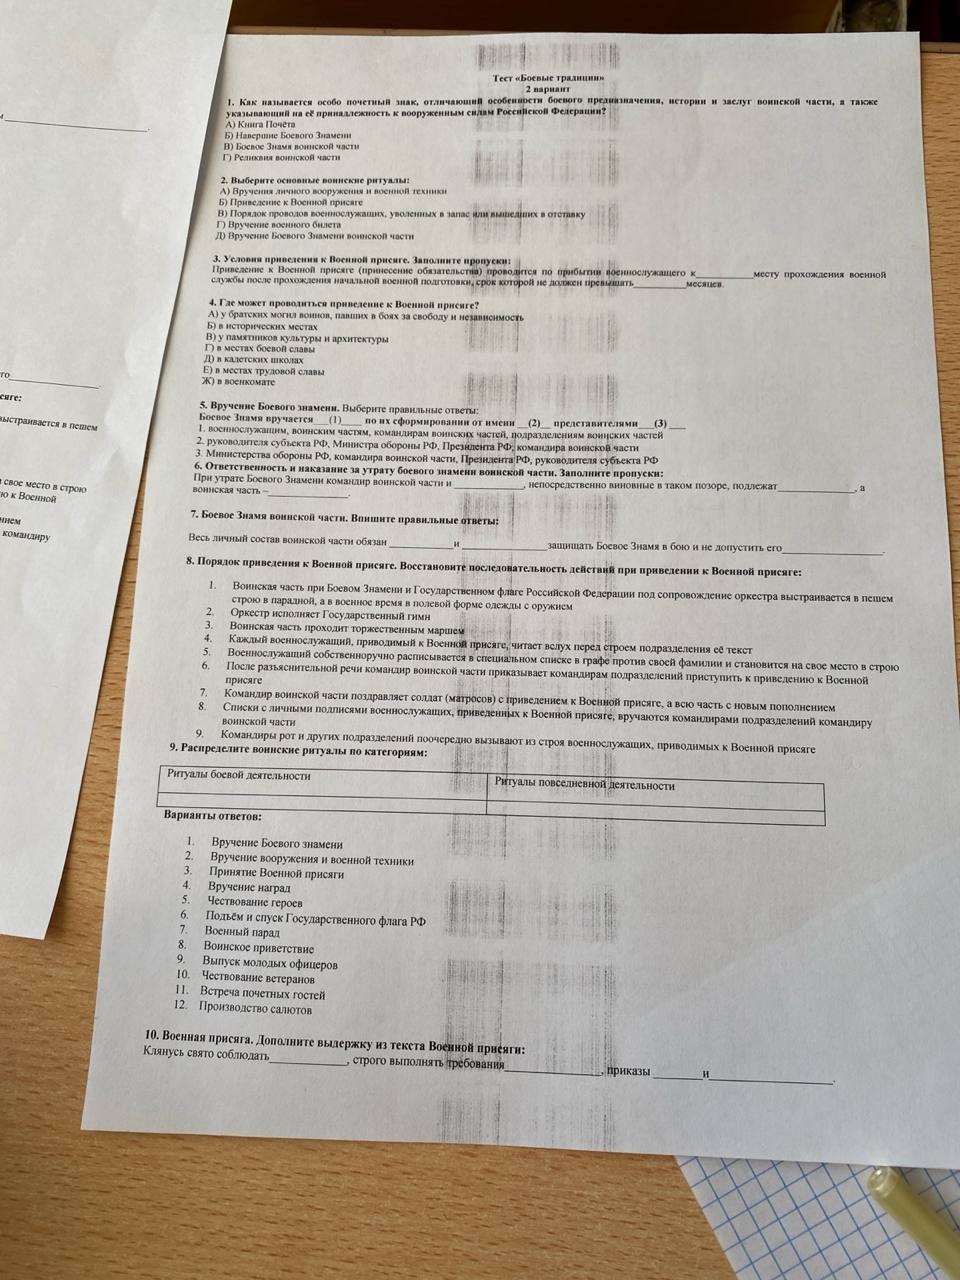 Тест «Боевые традиции»
2 вариант
1. Как называется особо почетный знак, отличающий особенности боевого предназначения, истории и заслуг воинской части, а также
указывающий на её принадлежность к вооруженным силам Российской Федерации?
А) Книга Почёта
Б) Навершие Боевого Знамени
В) Боевое Знамя воинской части
Г) Реликвия воинской части
2. Выберите основные воинские ритуалы:
А) Вручения личного вооружения и военной техники
Б) Приведение к Военной присяге
В) Порядок проводов военнослужащих, уволенных в запас или вышедших в отставку
Г) Вручение военного билета
Д) Вручение Боевого Знамени воинской части
3. Условия приведения к Военной присяге. Заполните пропуски:
Приведение к Военной присяге (принесение обязательства) проводится по прибытии военнослужащего к___________месту прохождения военной
службы после прохождения начальной военной подготовки, срок которой не должен превышать__________месяцев.
4. Где может проводиться приведение к Военной присяге?
А) у братских могил воинов, павших в боях за свободу и независимость
Б) в исторических местах
В) у памятников культуры и архитектуры
Г) в местах боевой славы
Д) в кадетских школах
Е) в местах трудовой славы
Ж) в военкомате
5. Вручение Боевого знамени. Выберите правильные ответы:
Боевое Знамя вручается___(1)____ по их сформировании от имени __(2)__ представителями___(3) ___
1. военнослужащим, воинским частям, командирам воинских частей, подразделениям воинских частей
2. руководителя субъекта РФ, Министра обороны РФ, Президента РФ, командира воинской части
3. Министерства обороны РФ, командира воинской части, Президента РФ, руководителя субъекта РФ
6. Ответственность и наказание за утрату боевого знамени воинской части. Заполните пропуски:
При утрате Боевого Знамени командир воинской части и _____________, непосредственно виновные в таком позоре, подлежат______________, а
воинская часть –______________.
7. Боевое Знамя воинской части. Впишите правильные ответы:
Весь личный состав воинской части обязан ___________и _______________защищать Боевое Знамя в бою и не допустить его_________________.
8. Порядок приведения к Военной присяге. Восстановите последовательность действий при приведении к Военной присяге:
1. Воинская часть при Боевом Знамени и Государственном флаге Российской Федерации под сопровождение оркестра выстраивается в пешем
строю в парадной, а в военное время в полевой форме одежды с оружием
2. Оркестр исполняет Государственный гимн
3. Воинская часть проходит торжественным маршем
4. Каждый военнослужащий, приводимый к Военной присяге, читает вслух перед строем подразделения её текст
5. Военнослужащий собственноручно расписывается в специальном списке в графе против своей фамилии и становится на свое место в строю
6. После разъяснительной речи командир воинской части приказывает командирам подразделений приступить к приведению к Военной
присяге
7. Командир воинской части поздравляет солдат (матросов) с приведением к Военной присяге, а всю часть с новым пополнением
8. Списки с личными подписями военнослужащих, приведенных к Военной присяге, вручаются командирами подразделений командиру
воинской части
9. Командиры рот и других подразделений поочередно вызывают из строя военнослужащих, приводимых к Военной присяге
9. Распределите воинские ритуалы по категориям:
Ритуалы боевой деятельности
Ритуалы повседневной деятельности
Варианты ответов:
1. Вручение Боевого знамени
2. Вручение вооружения и военной техники
3. Принятие Военной присяги
4. Вручение наград
5. Чествование героев
6. Подъём и спуск Государственного флага РФ
7. Военный парад
8. Воинское приветствие
9. Выпуск молодых офицеров
10. Чествование ветеранов
11. Встреча почетных гостей
12. Производство салютов
10. Военная присяга. Дополните выдержку из текста Военной присяги:
Клянусь свято соблюдать______________, строго выполнять требования_________________, приказы _________и______________________.
выстраивается в пешем
свое место в строю
к Военной
командиру